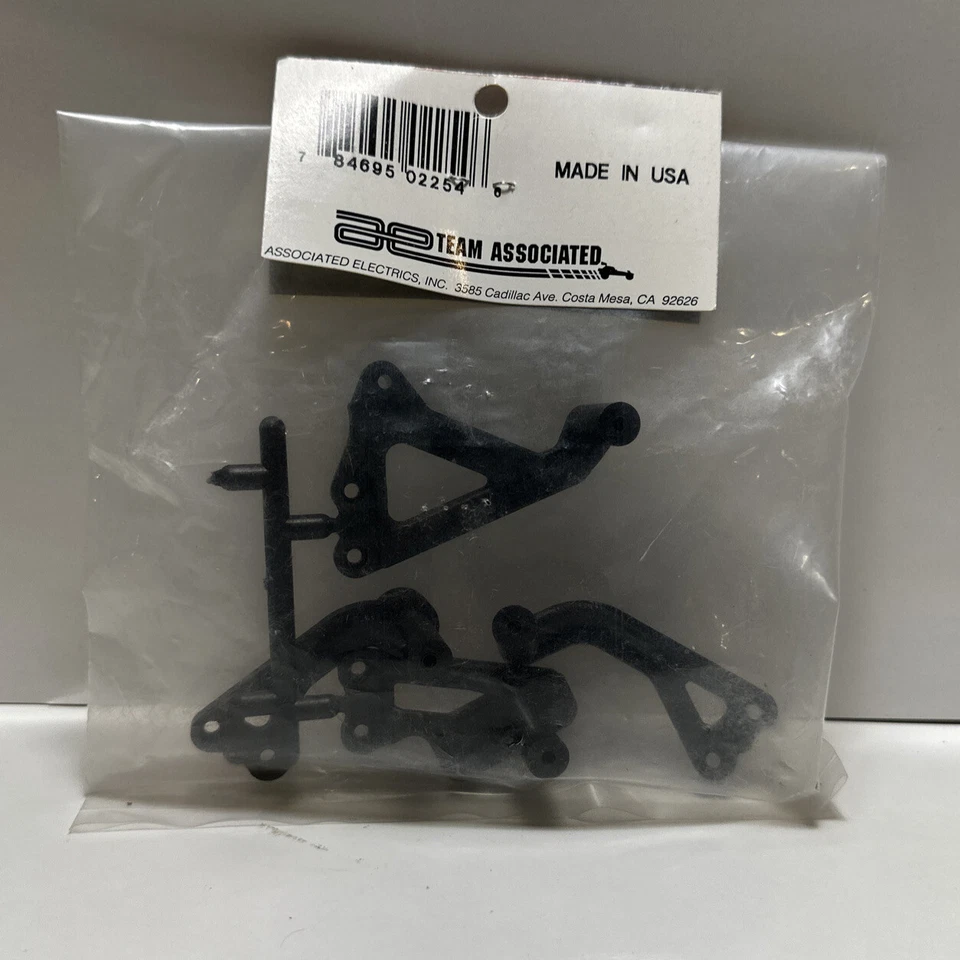 MADE IN USA
7 84695 02254 6
TEAM ASSOCIATED
ASSOCIATED ELECTRICS, INC. 3585 Cadillac Ave. Costa Mesa, CA 92626